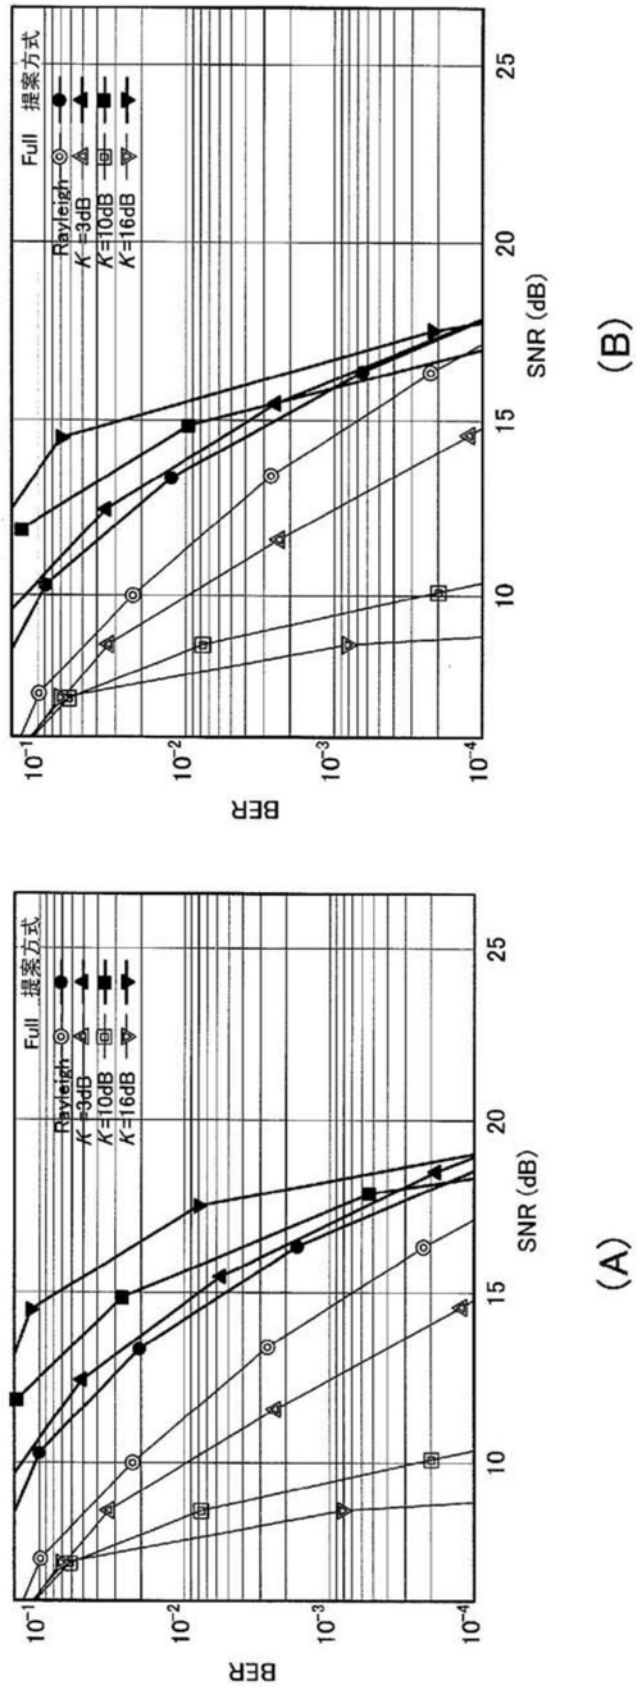 Full 提案方式
Rayleigh
K=3dB
K=10dB
K=16dB
10⁻¹
10⁻²
10⁻³
10⁻⁴
BER
10
15
20
25
SNR (dB)
(A)
Full 提案方式
Rayleigh
K=3dB
K=10dB
K=16dB
10⁻¹
10⁻²
10⁻³
10⁻⁴
BER
10
15
20
25
SNR (dB)
(B)